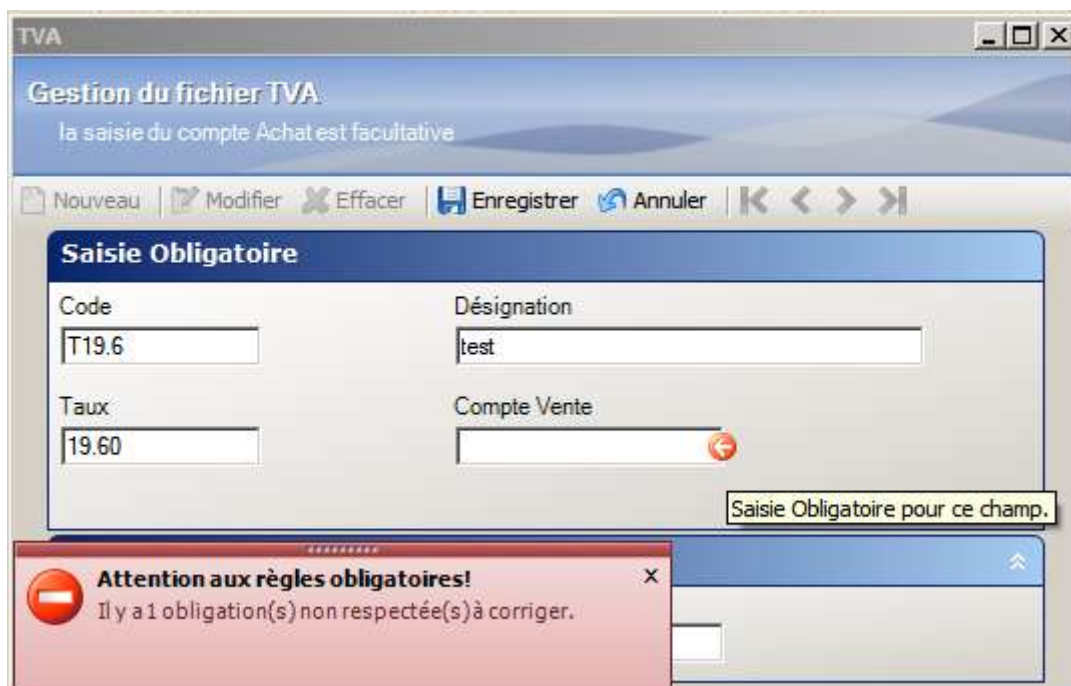 TVA
Gestion du fichier TVA
la saisie du compte Achat est facultative
Nouveau Modifier Effacer Enregistrer Annuler
Saisie Obligatoire
Code Désignation
T19.6 test
Taux Compte Vente
19.60
Saisie Obligatoire pour ce champ.
Attention aux règles obligatoires!
Il y a 1 obligation(s) non respectée(s) à corriger.